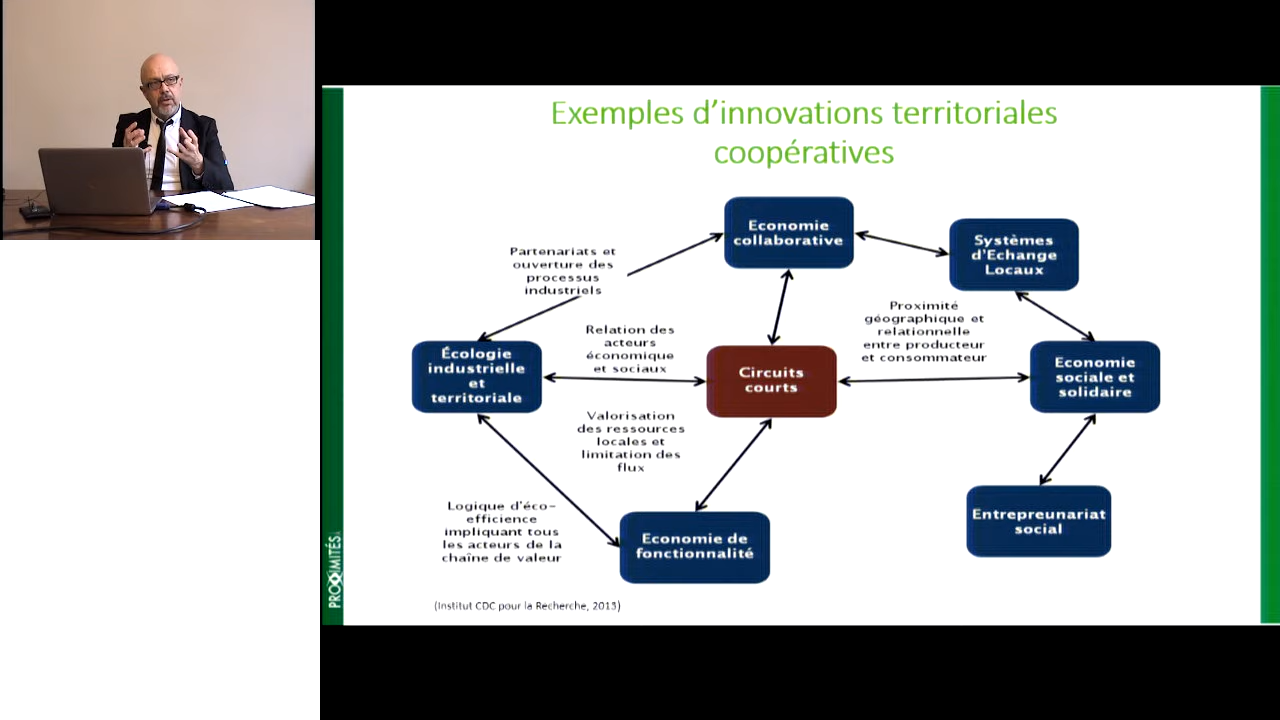 Exemples d'innovations territoriales
coopératives
Economie
collaborative
Systèmes
d'Echange
Locaux
Partenariats et
ouverture des
processus
industriels
Proximité
géographique et
relationnelle
entre producteur
et consommateur
Relation des
acteurs
économique
et sociaux
Écologie
industrielle
et
territoriale
Circuits
courts
Economie
sociale et
solidaire
Valorisation
des ressources
locales et
limitation des
flux
Logique d'éco-
efficience
impliquant tous
les acteurs de la
chaîne de valeur
Economie de
fonctionnalité
Entrepreunariat
social
(Institut CDC pour la Recherche, 2013)
PROXIMITÉS